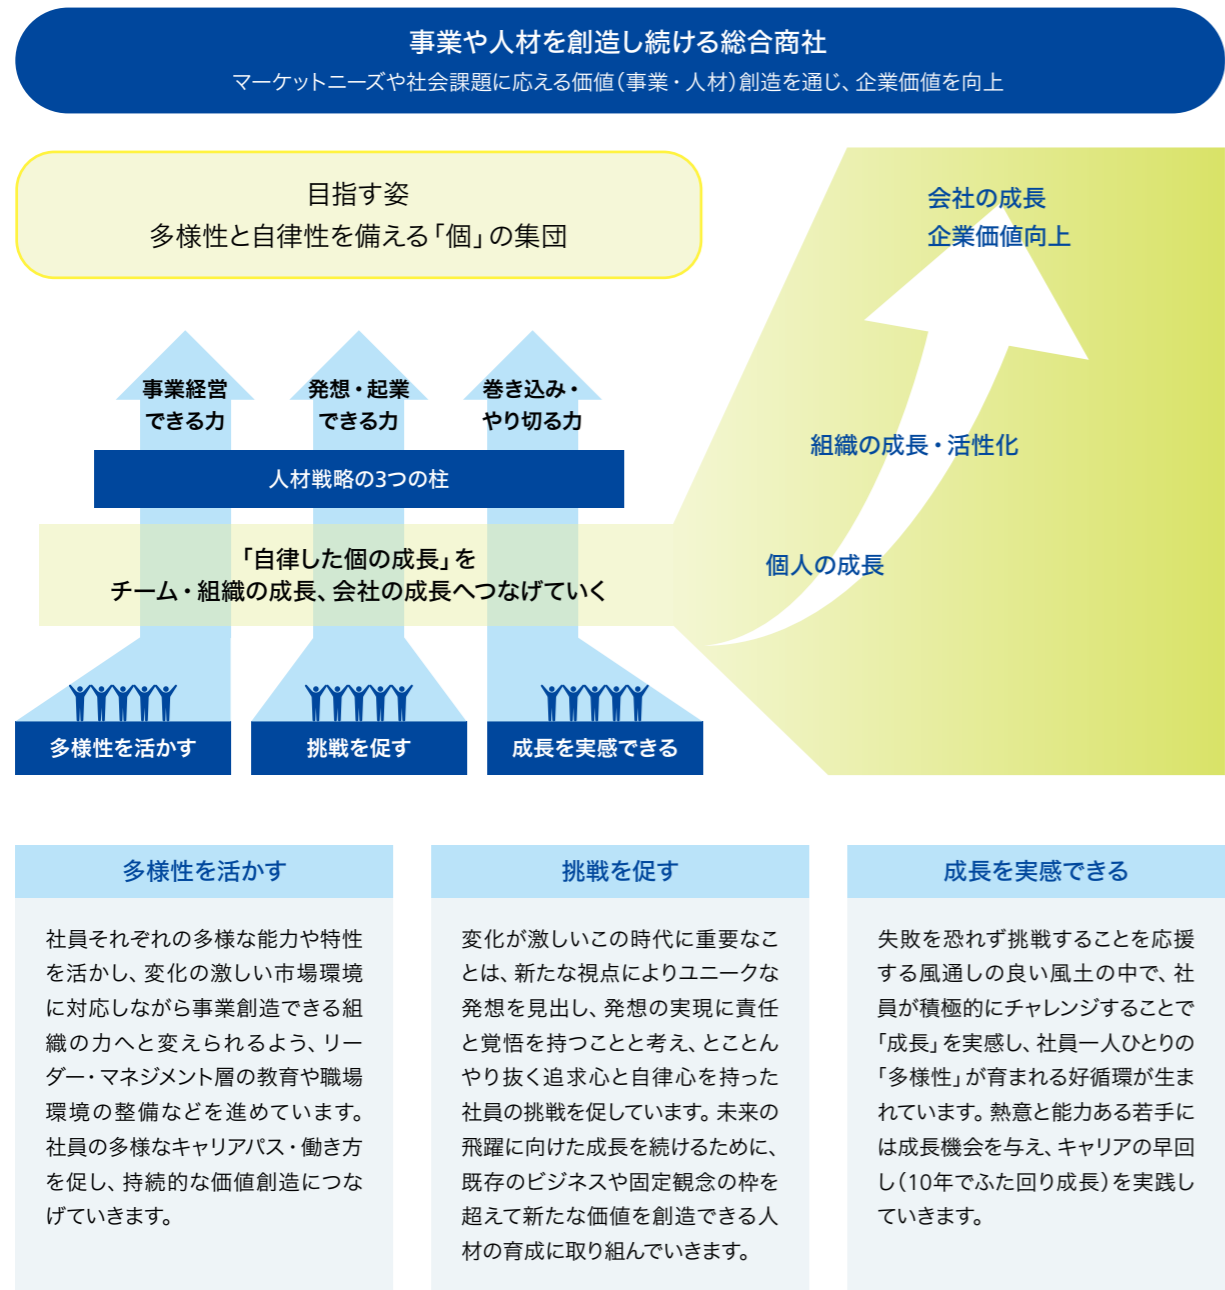 事業や人材を創造し続ける総合商社
マーケットニーズや社会課題に応える価値(事業・人材)創造を通じ、企業価値を向上
目指す姿
多様性と自律性を備える「個」の集団
会社の成長
企業価値向上
事業経営
できる力
発想・起業
できる力
巻き込み・
やり切る力
人材戦略の3つの柱
組織の成長・活性化
「自律した個の成長」を
チーム・組織の成長、会社の成長へつなげていく
個人の成長
多様性を活かす
挑戦を促す
成長を実感できる
多様性を活かす
社員それぞれの多様な能力や特性
を活かし、変化の激しい市場環境
に対応しながら事業創造できる組
織の力へと変えられるよう、リー
ダー・マネジメント層の教育や職場
環境の整備などを進めています。
社員の多様なキャリアパス・働き方
を促し、持続的な価値創造につな
げていきます。
挑戦を促す
変化が激しいこの時代に重要なこ
とは、新たな視点によりユニークな
発想を見出し、発想の実現に責任
と覚悟を持つことと考え、とことん
やり抜く追求心と自律心を持った
社員の挑戦を促しています。未来の
飛躍に向けた成長を続けるために、
既存のビジネスや固定観念の枠を
超えて新たな価値を創造できる人
材の育成に取り組んでいきます。
成長を実感できる
失敗を恐れず挑戦することを応援
する風通しの良い風土の中で、社
員が積極的にチャレンジすることで
「成長」を実感し、社員一人ひとりの
「多様性」が育まれる好循環が生ま
れています。熱意と能力ある若手に
は成長機会を与え、キャリアの早回
し(10年でふた回り成長)を実践し
ていきます。